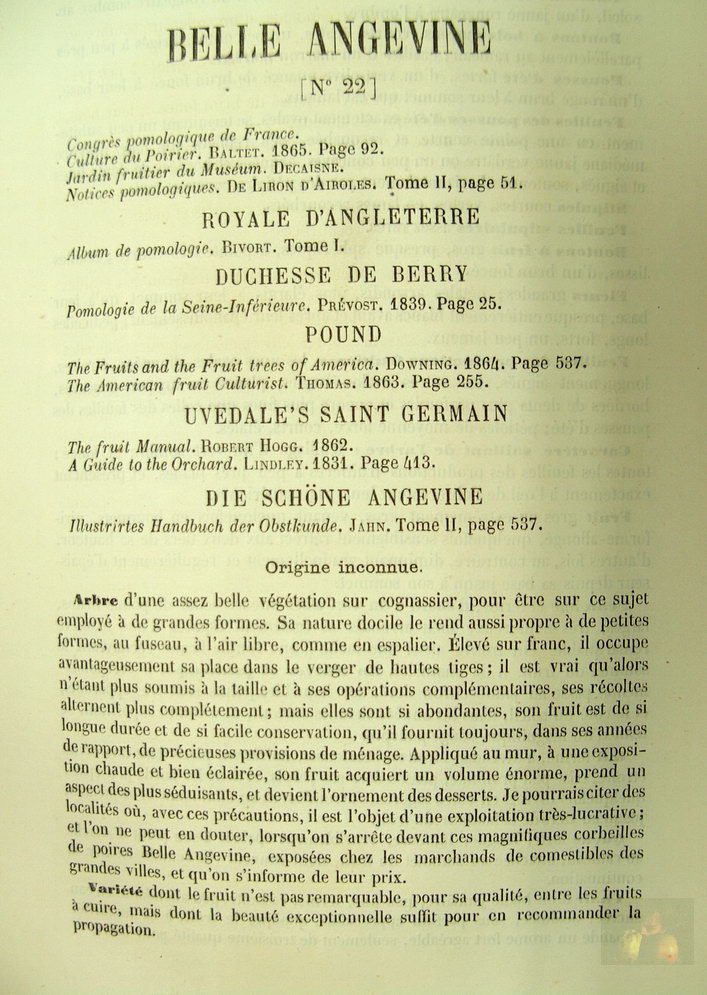 BELLE ANGEVINE
[N° 22]
Congrès pomologique de France.
Culture du Poirier. BALTET. 1865. Page 92.
Jardin fruitier du Muséum. DECAISNE.
Notices pomologiques. DE LIRON D'AIROLES. Tome II, page 51.
ROYALE D'ANGLETERRE
Album de pomologie. BIVORT. Tome I.
DUCHESSE DE BERRY
Pomologie de la Seine-Inférieure. PRÉVOST. 1839. Page 25.
POUND
The Fruits and the Fruit trees of America. DOWNING. 1864. Page 537.
The American fruit Culturist. THOMAS. 1863. Page 255.
UVEDALE'S SAINT GERMAIN
The fruit Manual. ROBERT HOGG. 1862.
A Guide to the Orchard. LINDLEY. 1831. Page 413.
DIE SCHÖNE ANGEVINE
Illustrirtes Handbuch der Obstkunde. JAHN. Tome II, page 537.
Origine inconnue.
Arbre d'une assez belle végétation sur cognassier, pour être sur ce sujet
employé à de grandes formes. Sa nature docile le rend aussi propre à de petites
formes, au fuseau, à l'air libre, comme en espalier. Élevé sur franc, il occupe
avantageusement sa place dans le verger de hautes tiges ; il est vrai qu'alors
n'étant plus soumis à la taille et à ses opérations complémentaires, ses récoltes
alternent plus complétement ; mais elles sont si abondantes, son fruit est de si
longue durée et de si facile conservation, qu'il fournit toujours, dans ses années
de rapport, de précieuses provisions de ménage. Appliqué au mur, à une exposi-
tion chaude et bien éclairée, son fruit acquiert un volume énorme, prend un
aspect des plus séduisants, et devient l'ornement des desserts. Je pourrais citer des
localités où, avec ces précautions, il est l'objet d'une exploitation très-lucrative ;
et l'on ne peut en douter, lorsqu'on s'arrête devant ces magnifiques corbeilles
de poires Belle Angevine, exposées chez les marchands de comestibles des
grandes villes, et qu'on s'informe de leur prix.
Variété dont le fruit n'est pas remarquable, pour sa qualité, entre les fruits
à cuire, mais dont la beauté exceptionnelle suffit pour en recommander la
propagation.